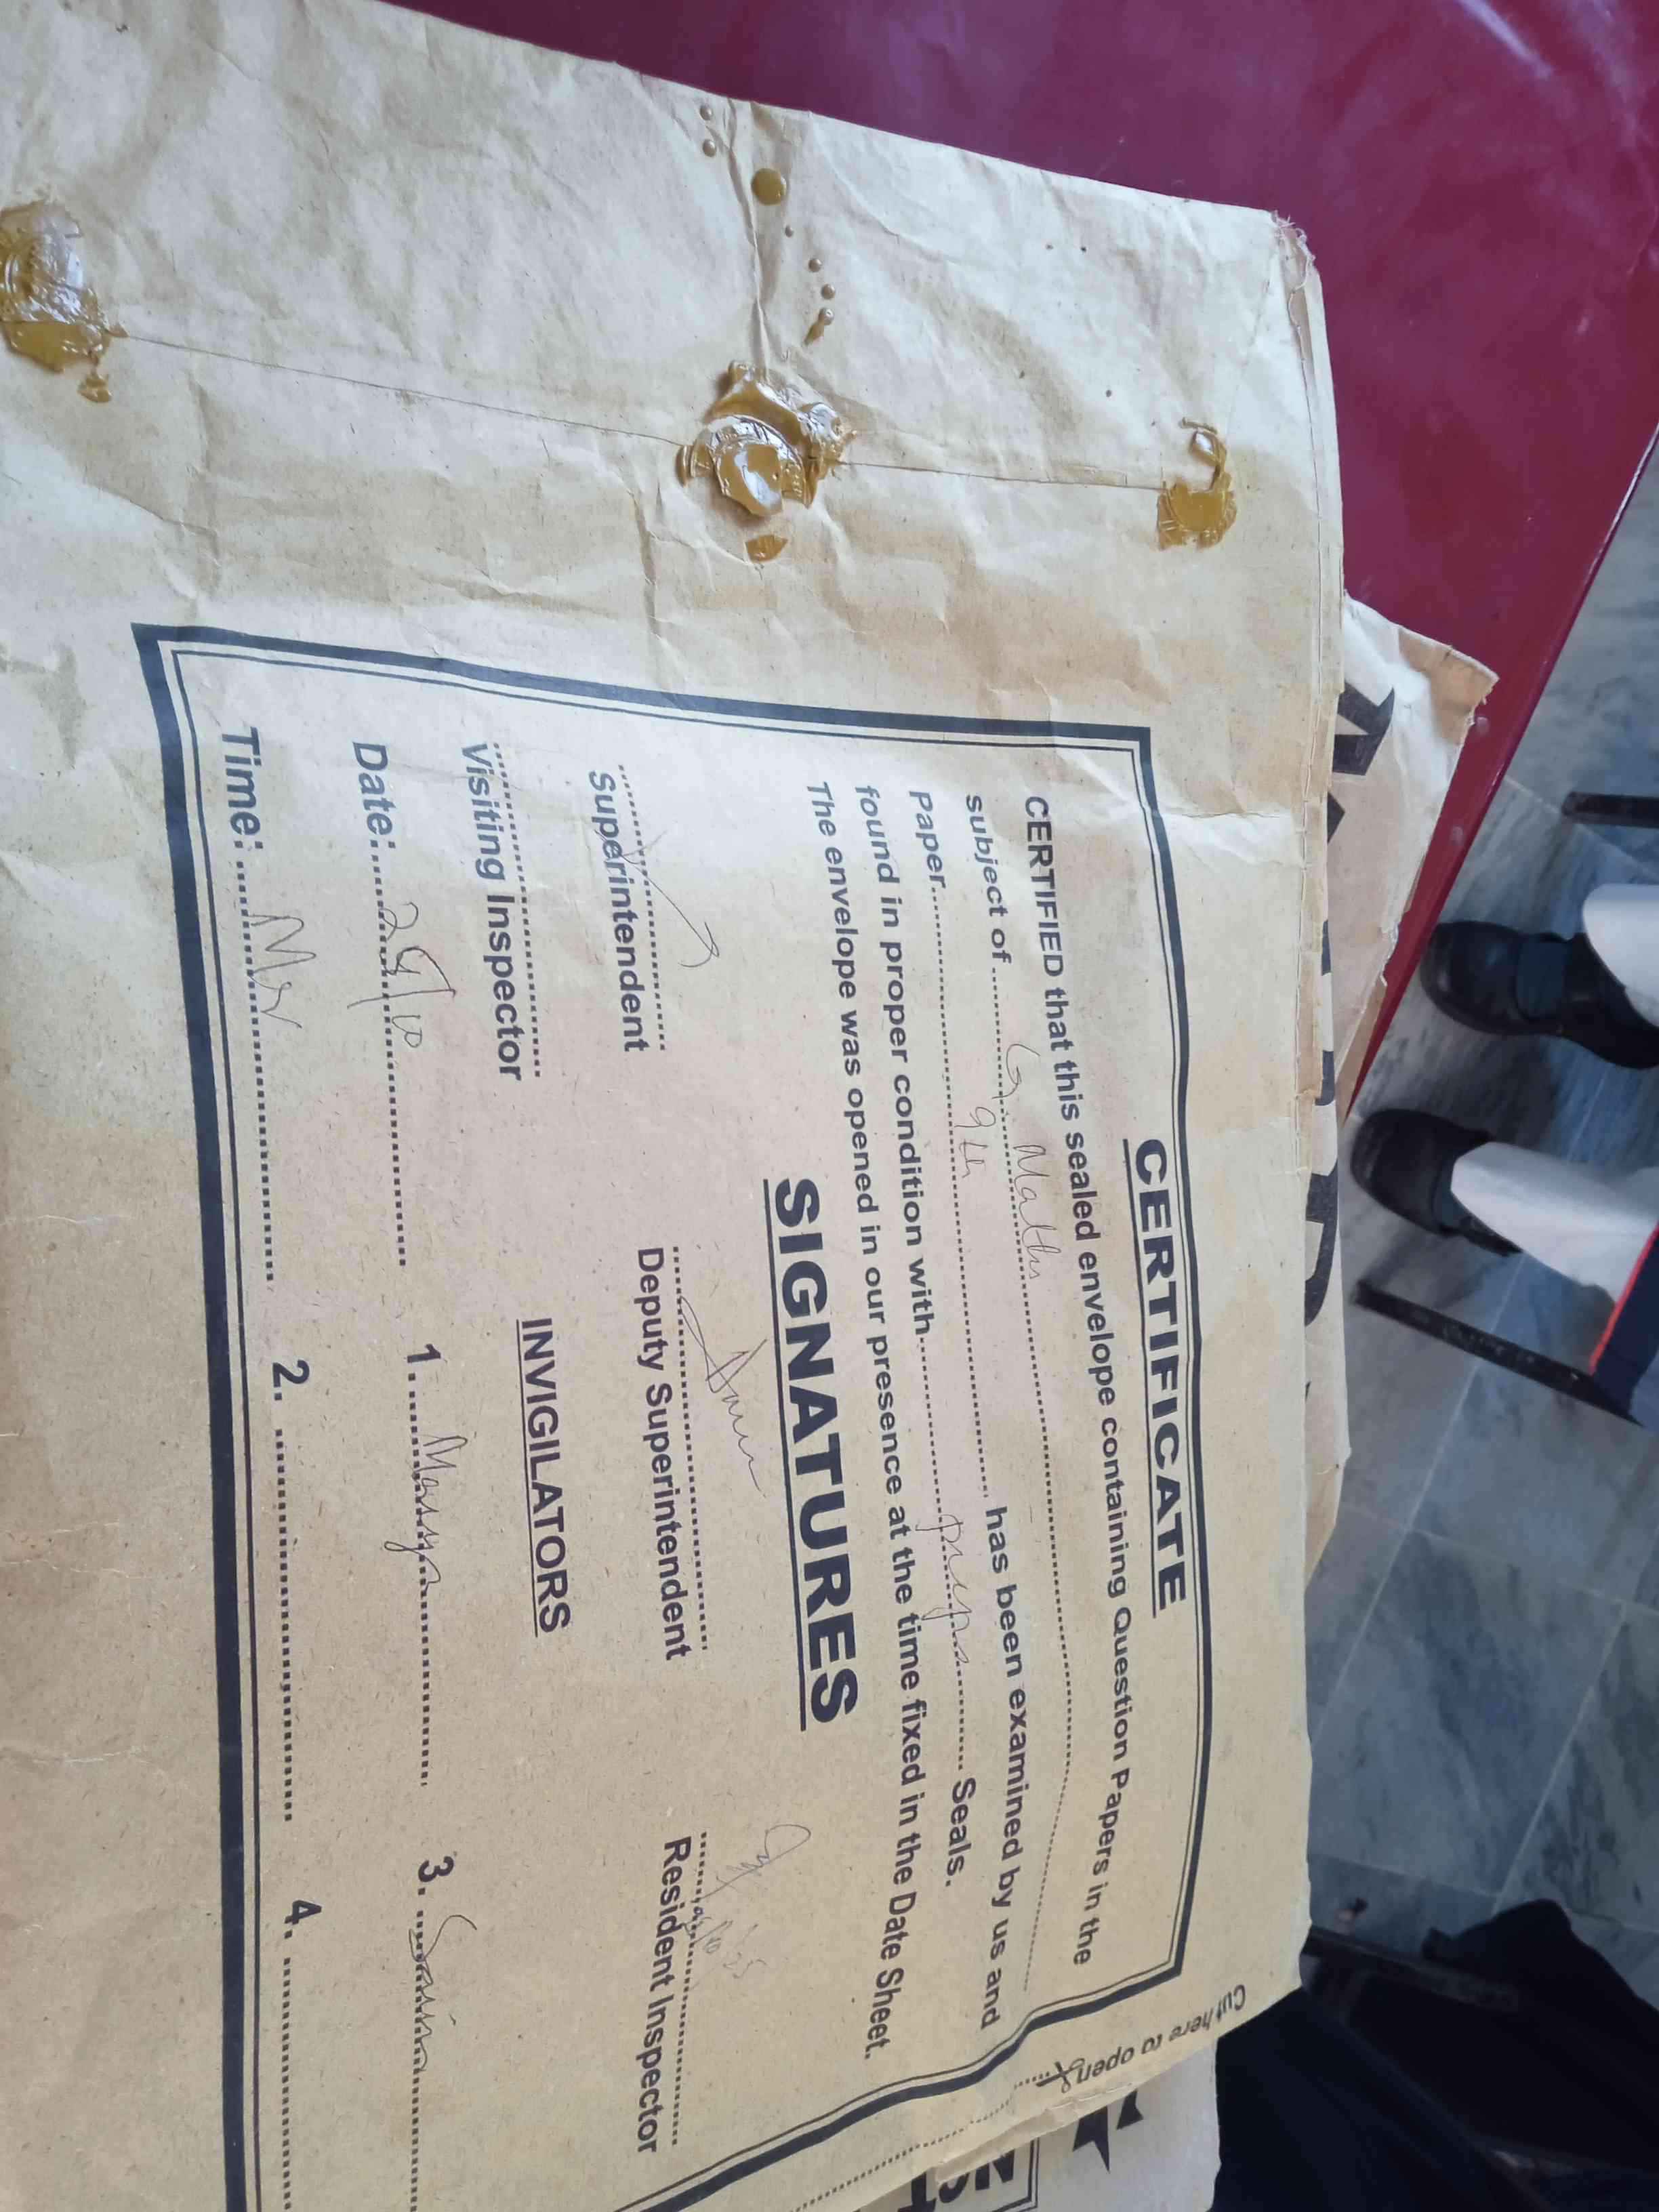 CERTIFICATE
CERTIFIED that this sealed envelope containing Question Papers in the
subject of ........ G. Maths ........
Paper ........ 9th ........ has been examined by us and
found in proper condition with ........ Seals.
The envelope was opened in our presence at the time fixed in the Date Sheet.
SIGNATURES
Superintendent
Deputy Superintendent
Resident Inspector
Visiting Inspector
INVIGILATORS
Date: ........ 25/10 ........
1. ........
3. ........
Time: ........ Mor ........
2. ........
4. ........
Cut here to open